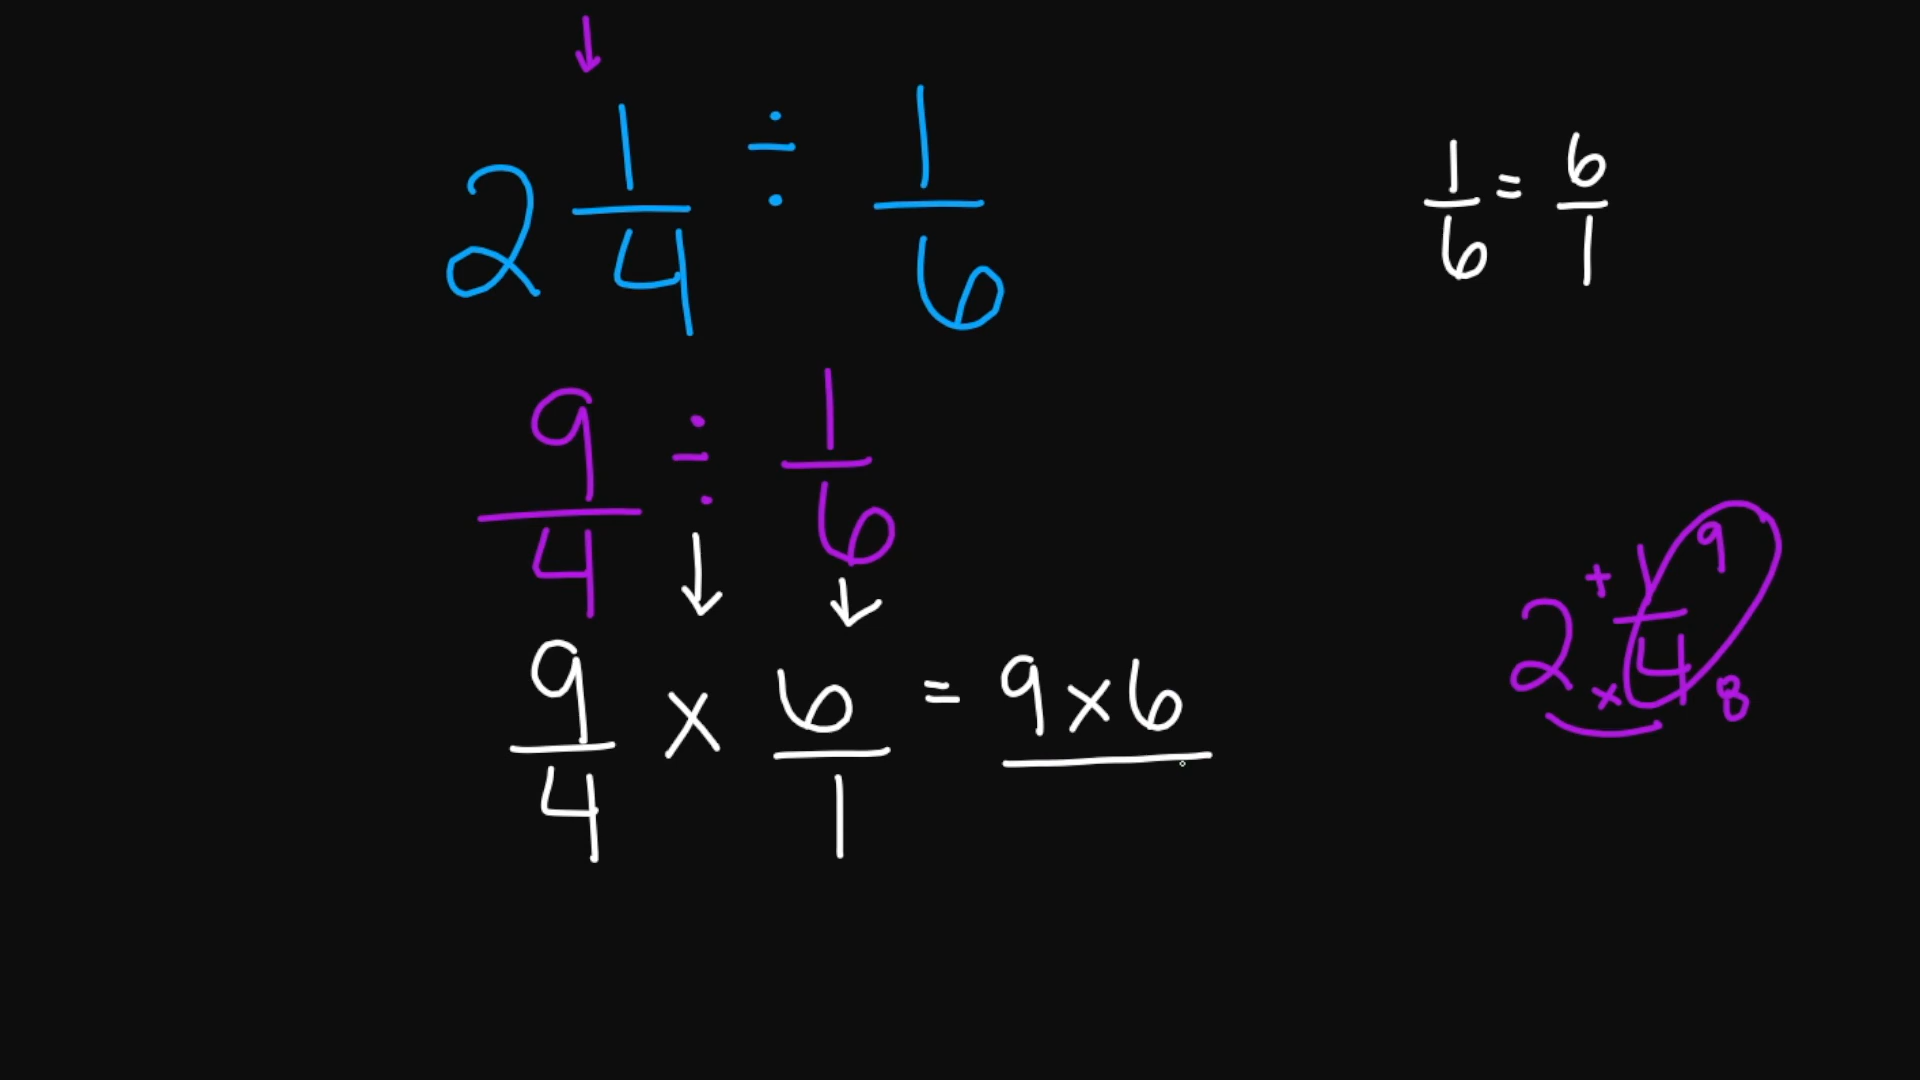 2 1/4 ÷ 1/6
1/6 = 6/1
9/4 ÷ 1/6
2 + 1/4 9
× 8
9/4 × 6/1 = 9×6